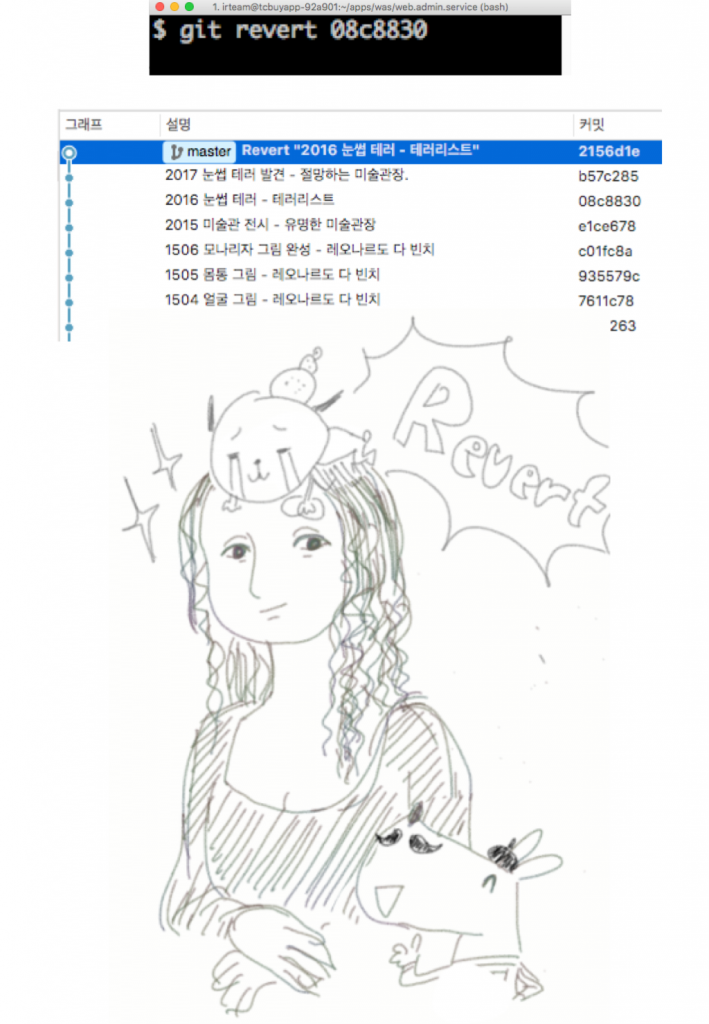 1. irteam@tcbuyapp-92a901:~/apps/was/web.admin.service (bash)
$ git revert 08c8830
그래프 설명 커밋
master Revert "2016 눈썹 테러 - 테러리스트" 2156d1e
2017 눈썹 테러 발견 - 절망하는 미술관장. b57c285
2016 눈썹 테러 - 테러리스트 08c8830
2015 미술관 전시 - 유명한 미술관장 e1ce678
1506 모나리자 그림 완성 - 레오나르도 다 빈치 c01fc8a
1505 몸통 그림 - 레오나르도 다 빈치 935579c
1504 얼굴 그림 - 레오나르도 다 빈치 7611c78
263
Revert